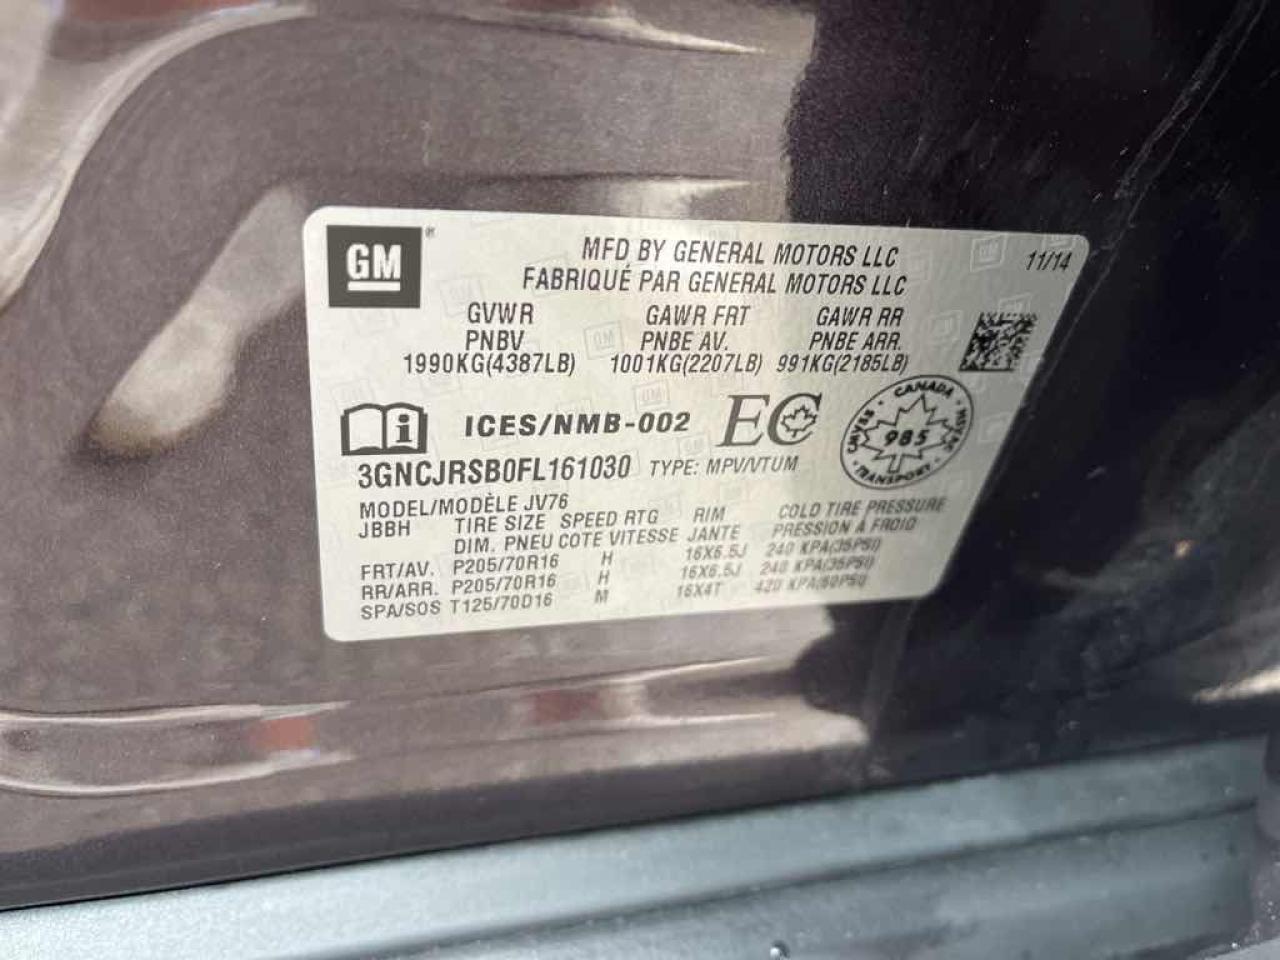 GM
MFD BY GENERAL MOTORS LLC
11/14
FABRIQUÉ PAR GENERAL MOTORS LLC
GVWR GAWR FRT GAWR RR
PNBV PNBE AV. PNBE ARR.
1990KG(4387LB) 1001KG(2207LB) 991KG(2185LB)
ICES/NMB-002 EC
CANADA
CMVSS
NSVAC
985
TRANSPORT
3GNCJRSB0FL161030 TYPE: MPV/VTUM
MODEL/MODÈLE JV76
JBBH TIRE SIZE SPEED RTG RIM COLD TIRE PRESSURE
DIM. PNEU COTE VITESSE JANTE PRESSION À FROID
FRT/AV. P205/70R16 H 16X6.5J 240 KPA(35PSI)
RR/ARR. P205/70R16 H 16X6.5J 240 KPA(35PSI)
SPA/SOS T125/70D16 M 16X4T 420 KPA(60PSI)